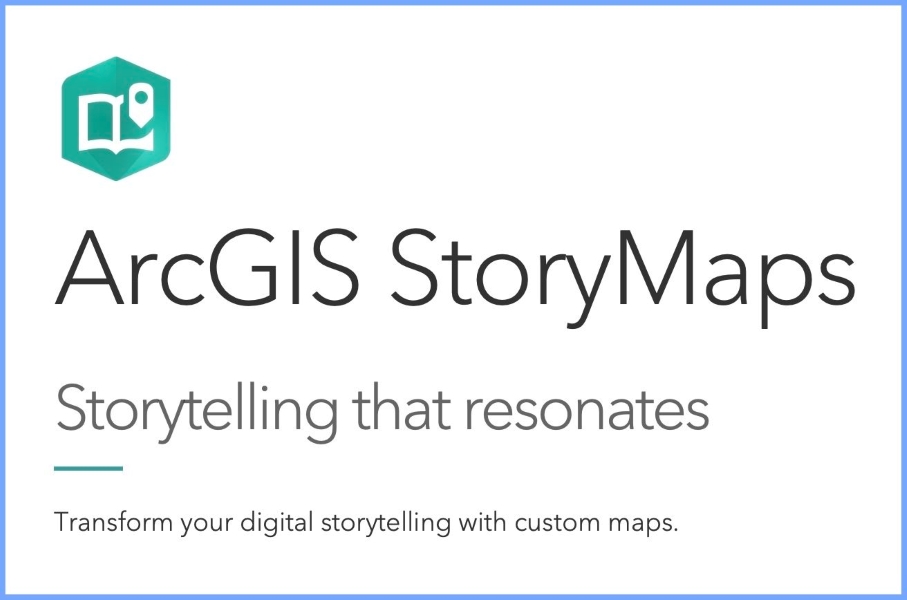 ArcGIS StoryMaps
Storytelling that resonates
Transform your digital storytelling with custom maps.